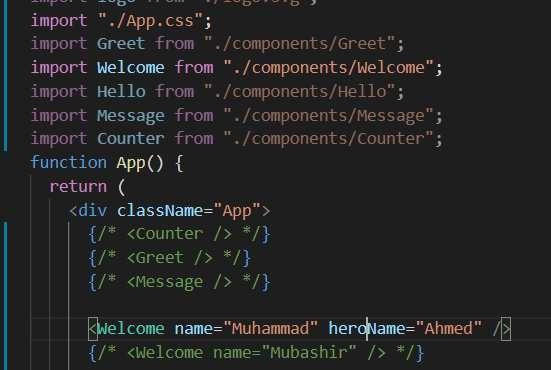 import "./App.css";
import Greet from "./components/Greet";
import Welcome from "./components/Welcome";
import Hello from "./components/Hello";
import Message from "./components/Message";
import Counter from "./components/Counter";
function App() {
return (
<div className="App">
{/* <Counter /> */}
{/* <Greet /> */}
{/* <Message /> */}
<Welcome name="Muhammad" heroName="Ahmed" />
{/* <Welcome name="Mubashir" /> */}